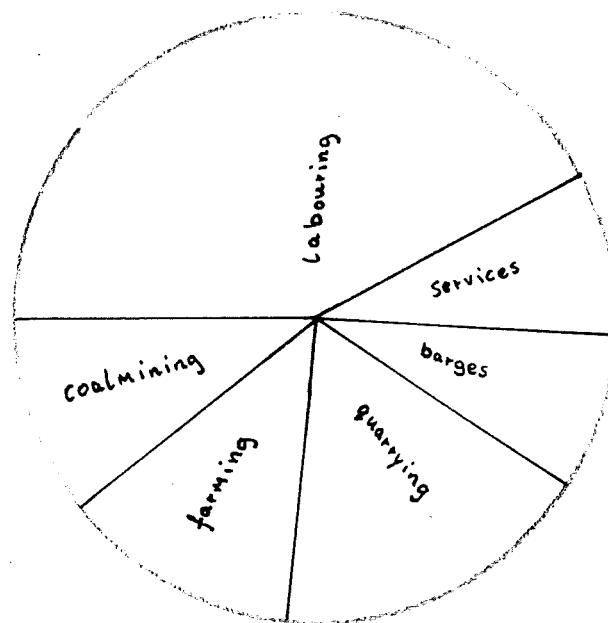 labouring
services
barges
coalmining
quarrying
farming